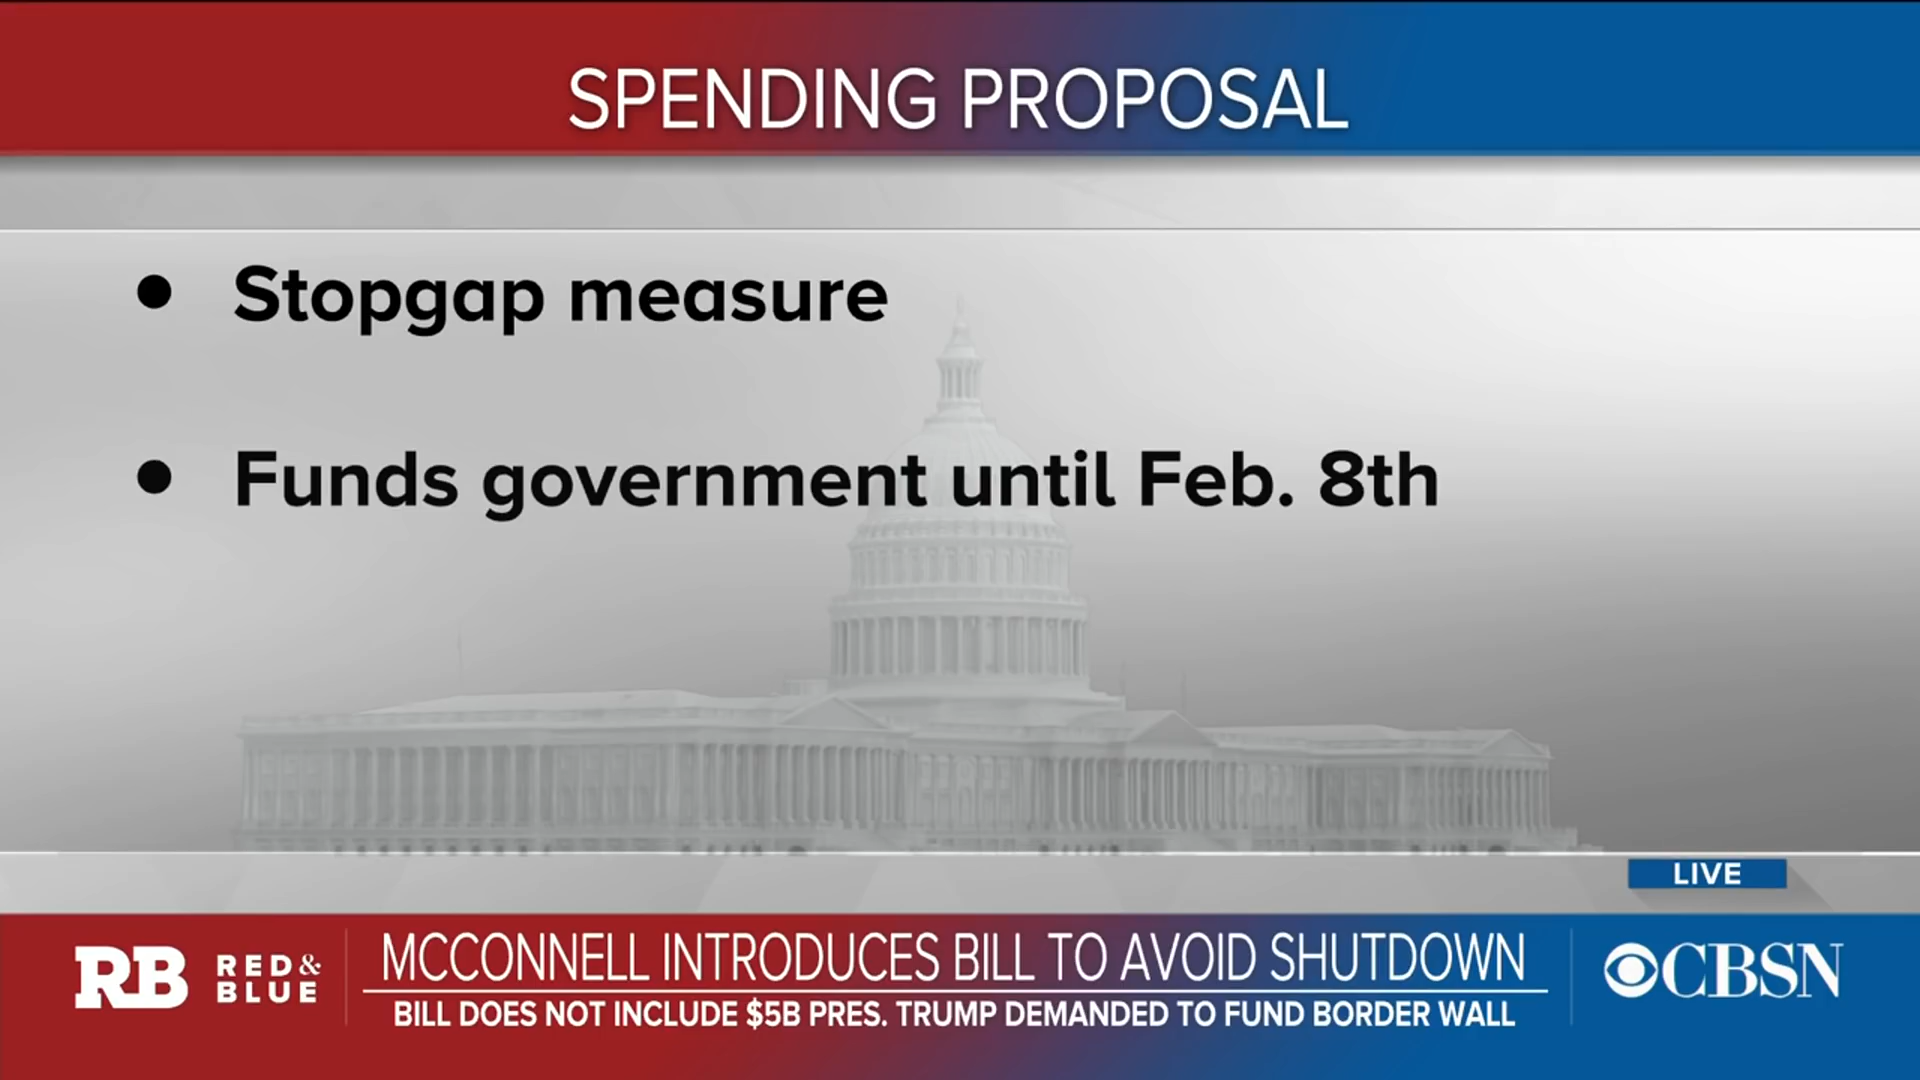 SPENDING PROPOSAL
• Stopgap measure
• Funds government until Feb. 8th
LIVE
RB RED & BLUE
MCCONNELL INTRODUCES BILL TO AVOID SHUTDOWN
BILL DOES NOT INCLUDE $5B PRES. TRUMP DEMANDED TO FUND BORDER WALL
CBSN